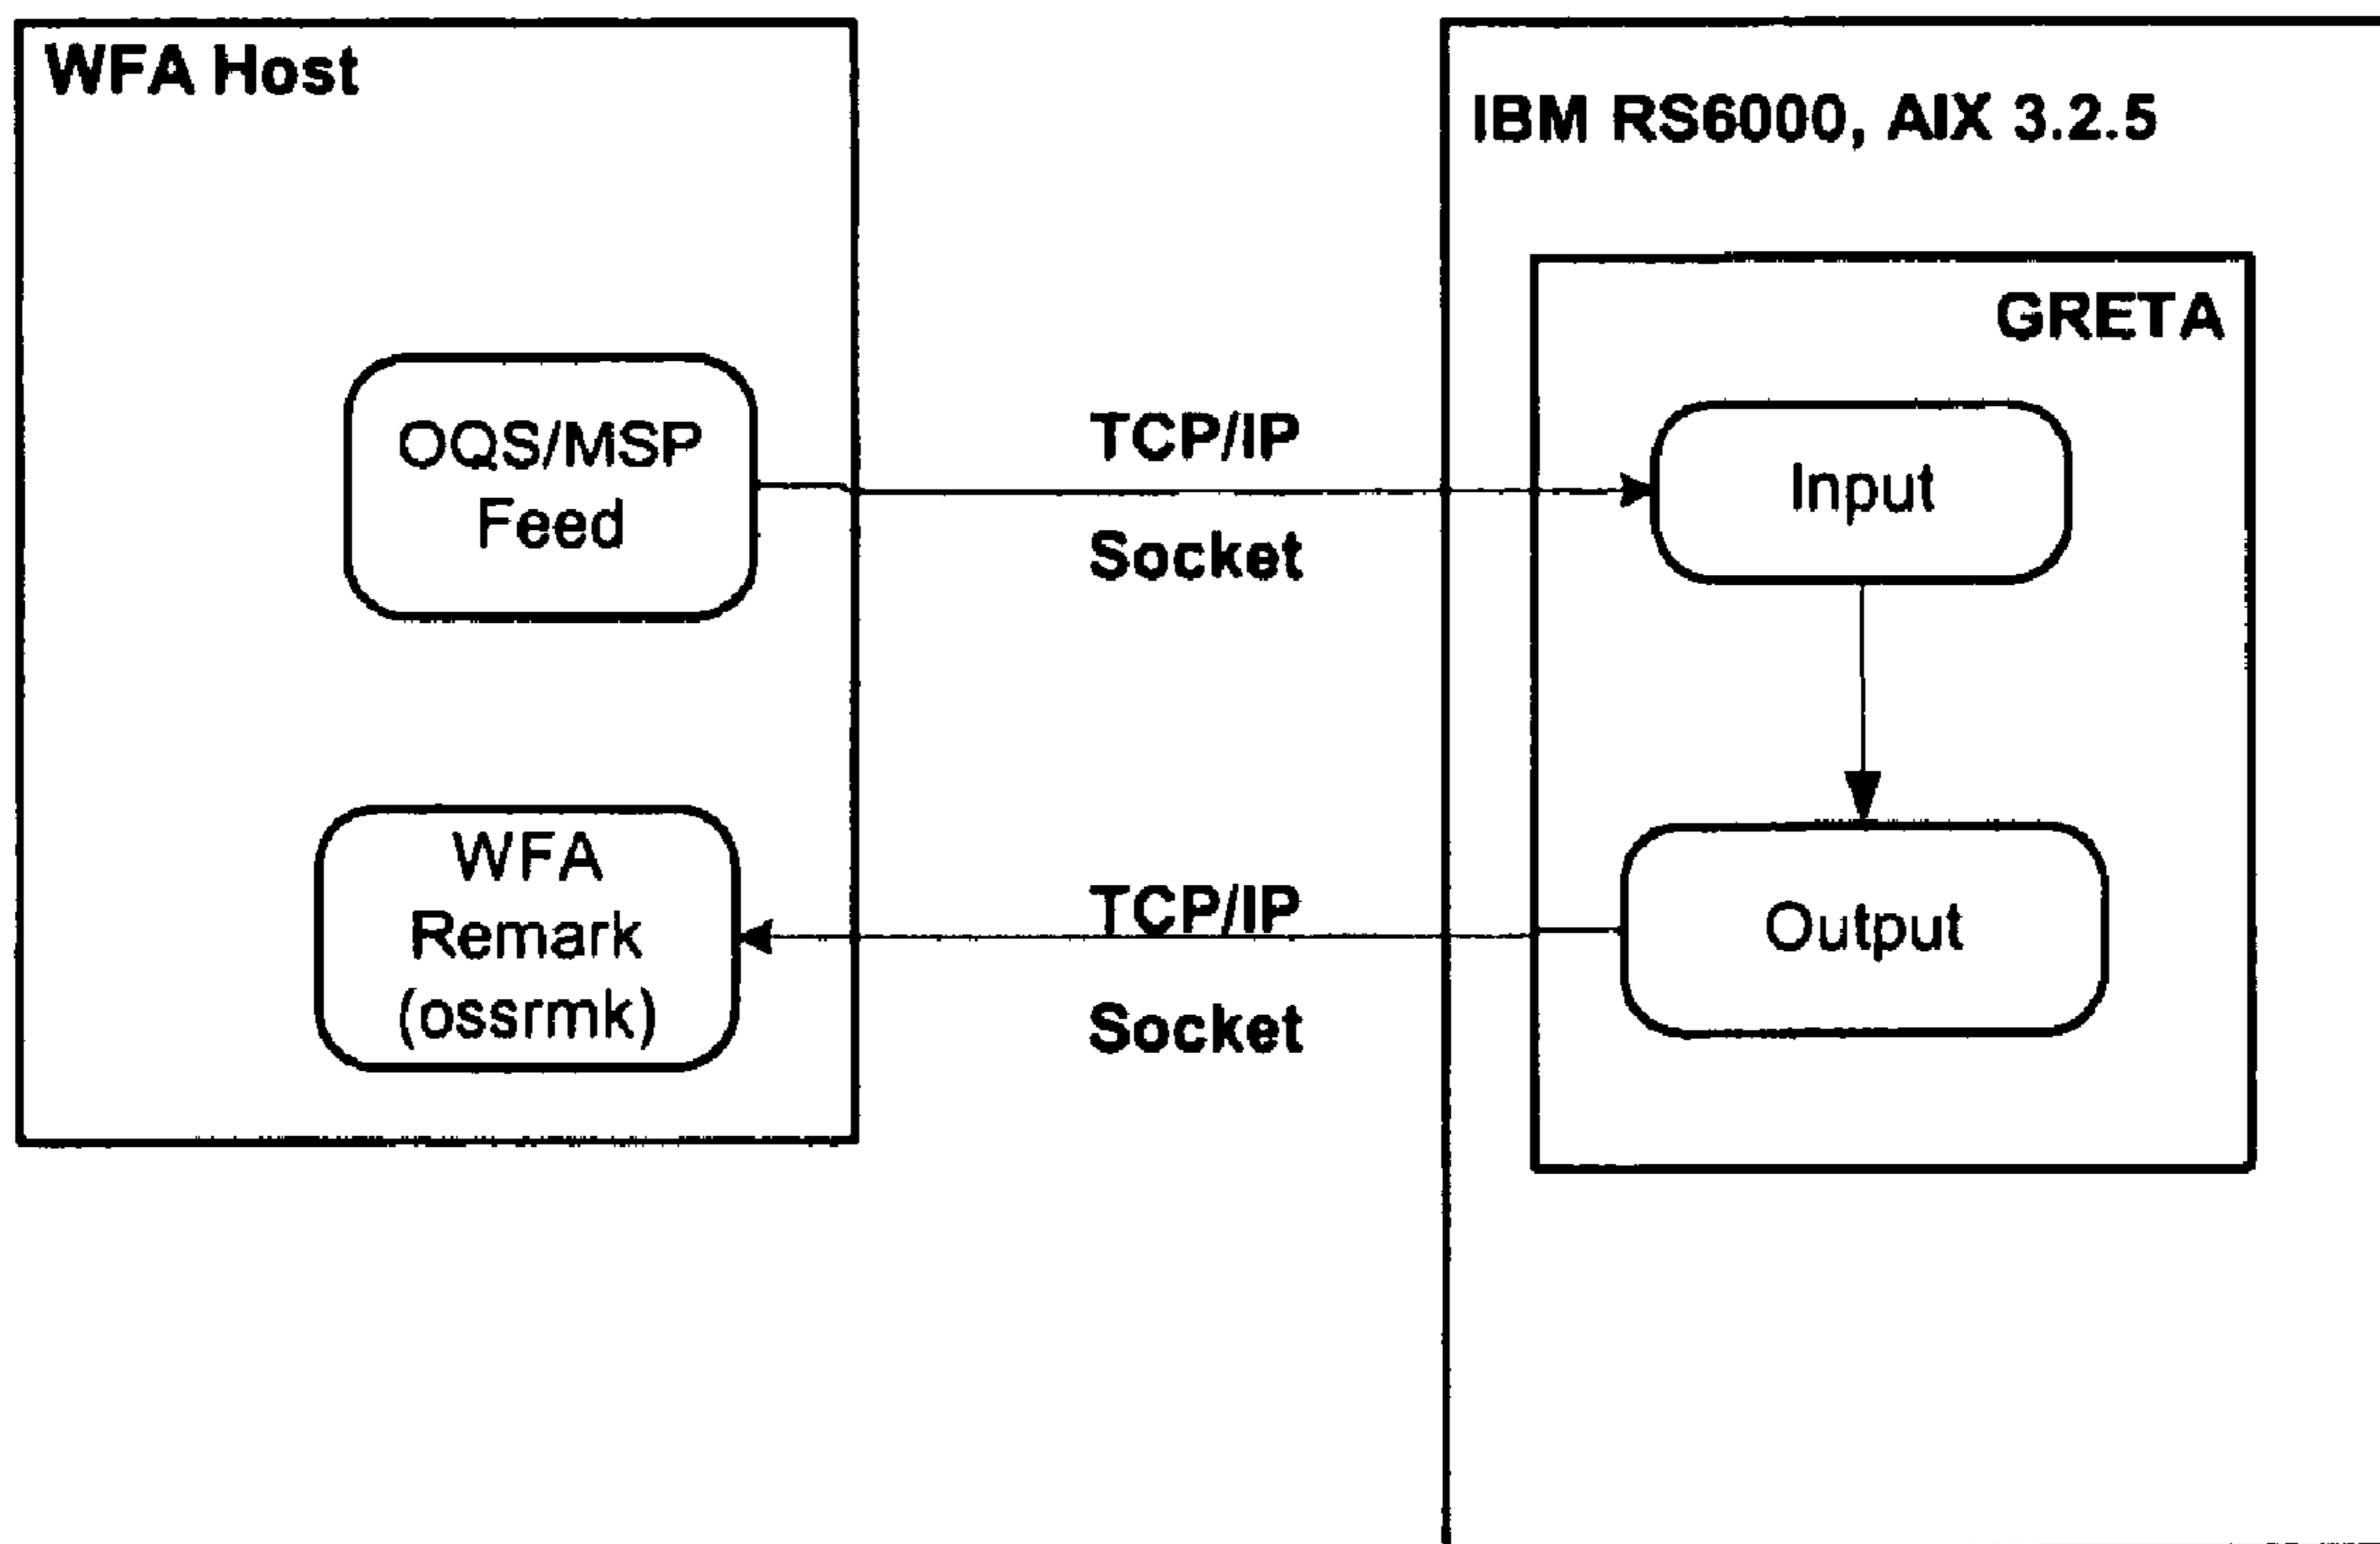 WFA Host
IBM RS6000, AIX 3.2.5
GRETA
OQS/MSP
Feed
TCP/IP
Socket
Input
WFA
Remark
(ossrmk)
TCP/IP
Socket
Output